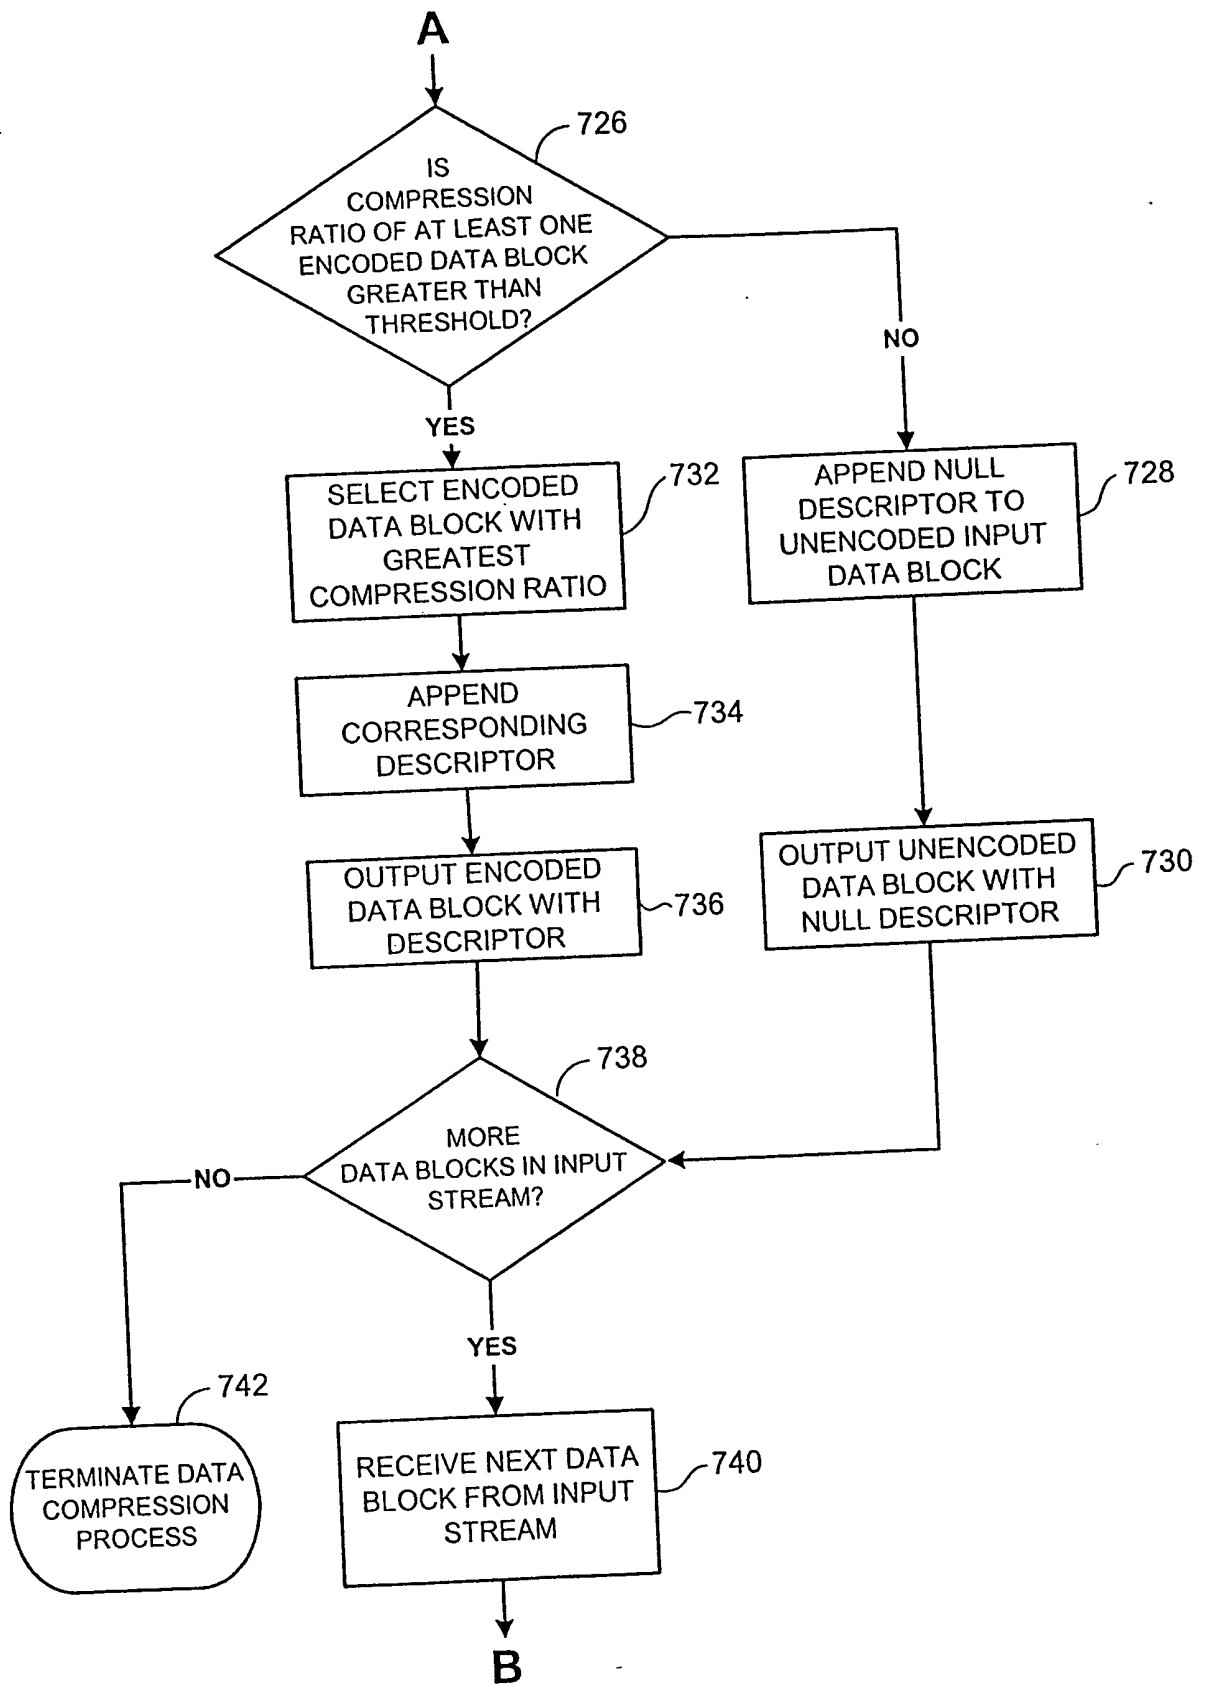 A
726
IS
COMPRESSION
RATIO OF AT LEAST ONE
ENCODED DATA BLOCK
GREATER THAN
THRESHOLD?
NO
YES
732
SELECT ENCODED
DATA BLOCK WITH
GREATEST
COMPRESSION RATIO
728
APPEND NULL
DESCRIPTOR TO
UNENCODED INPUT
DATA BLOCK
734
APPEND
CORRESPONDING
DESCRIPTOR
730
OUTPUT UNENCODED
DATA BLOCK WITH
NULL DESCRIPTOR
736
OUTPUT ENCODED
DATA BLOCK WITH
DESCRIPTOR
738
MORE
DATA BLOCKS IN INPUT
STREAM?
NO
YES
742
TERMINATE DATA
COMPRESSION
PROCESS
740
RECEIVE NEXT DATA
BLOCK FROM INPUT
STREAM
B